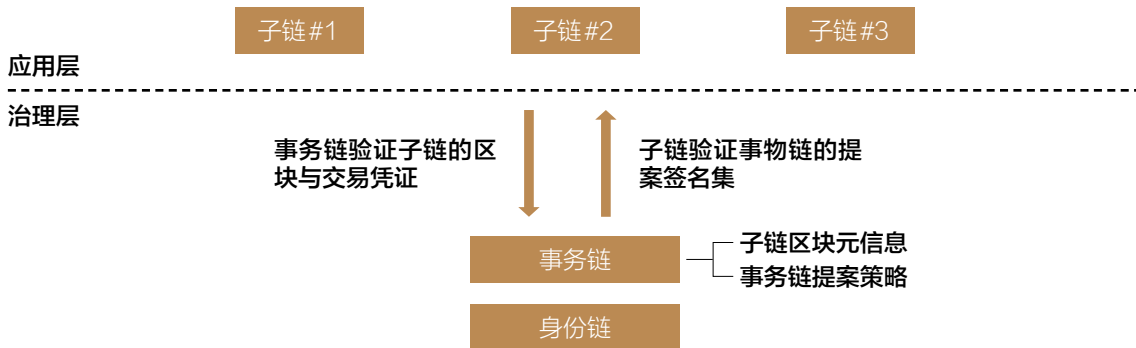 子链#1
子链#2
子链#3
应用层
治理层
事务链验证子链的区
块与交易凭证
子链验证事物链的提
案签名集
事务链
子链区块元信息
事务链提案策略
身份链